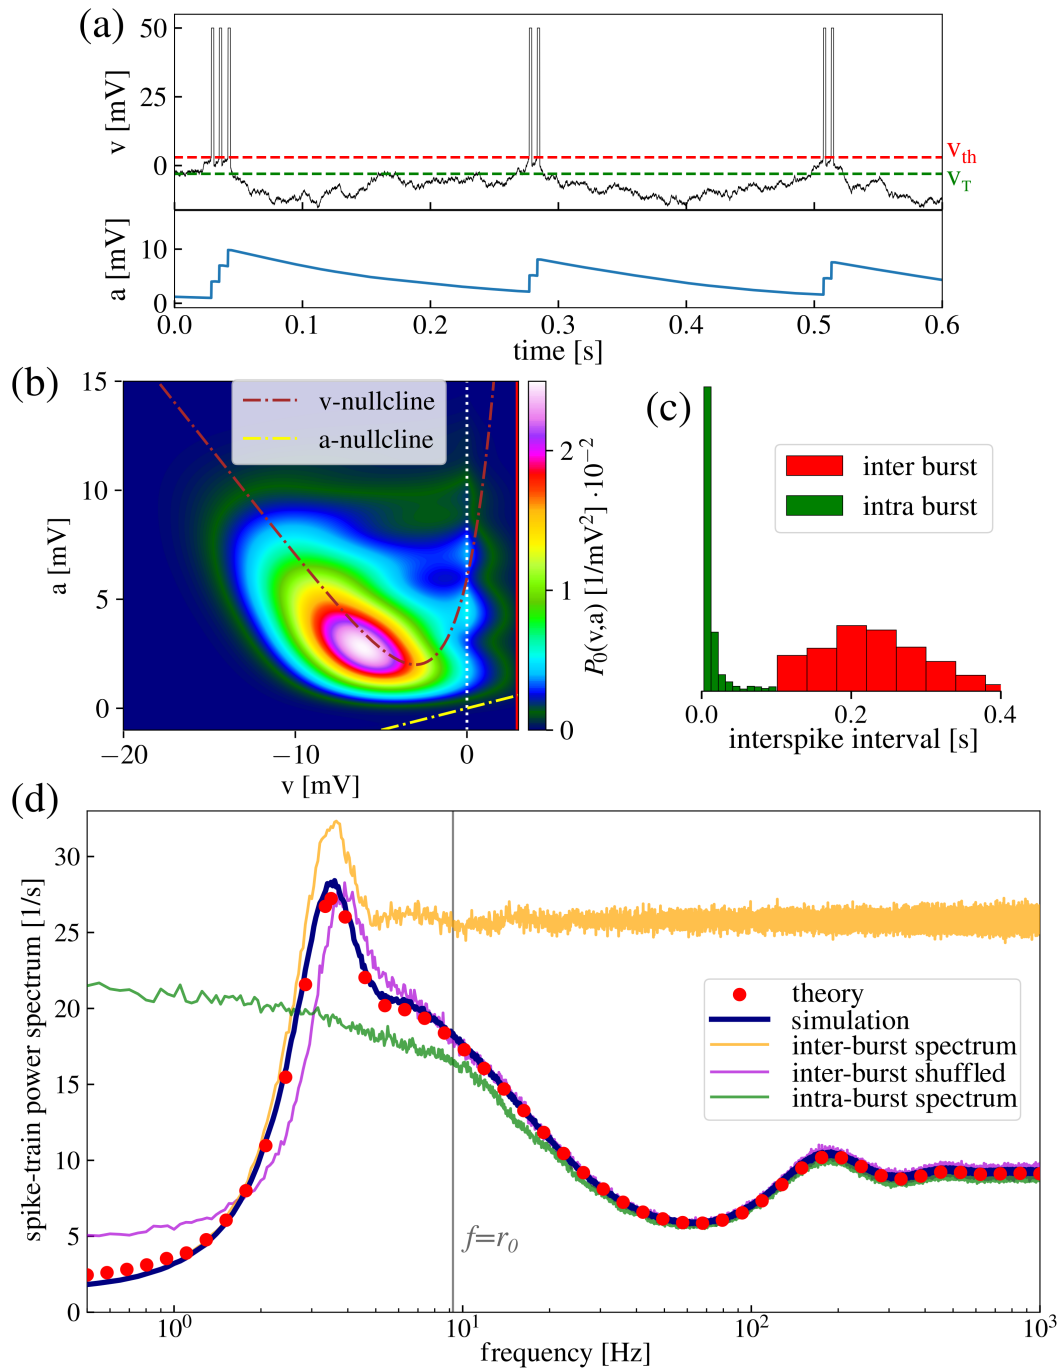 (a)
50
25
0
v [mV]
v_th
v_T
10
0
a [mV]
0.0 0.1 0.2 0.3 0.4 0.5 0.6
time [s]
(b)
15
10
5
0
a [mV]
v-nullcline
a-nullcline
−20 −10 0
v [mV]
2
1
0
P_0(v,a) [1/mV^2] ·10^−2
(c)
inter burst
intra burst
0.0 0.2 0.4
interspike interval [s]
(d)
30
25
20
15
10
5
0
spike-train power spectrum [1/s]
theory
simulation
inter-burst spectrum
inter-burst shuffled
intra-burst spectrum
f=r_0
10^0 10^1 10^2 10^3
frequency [Hz]